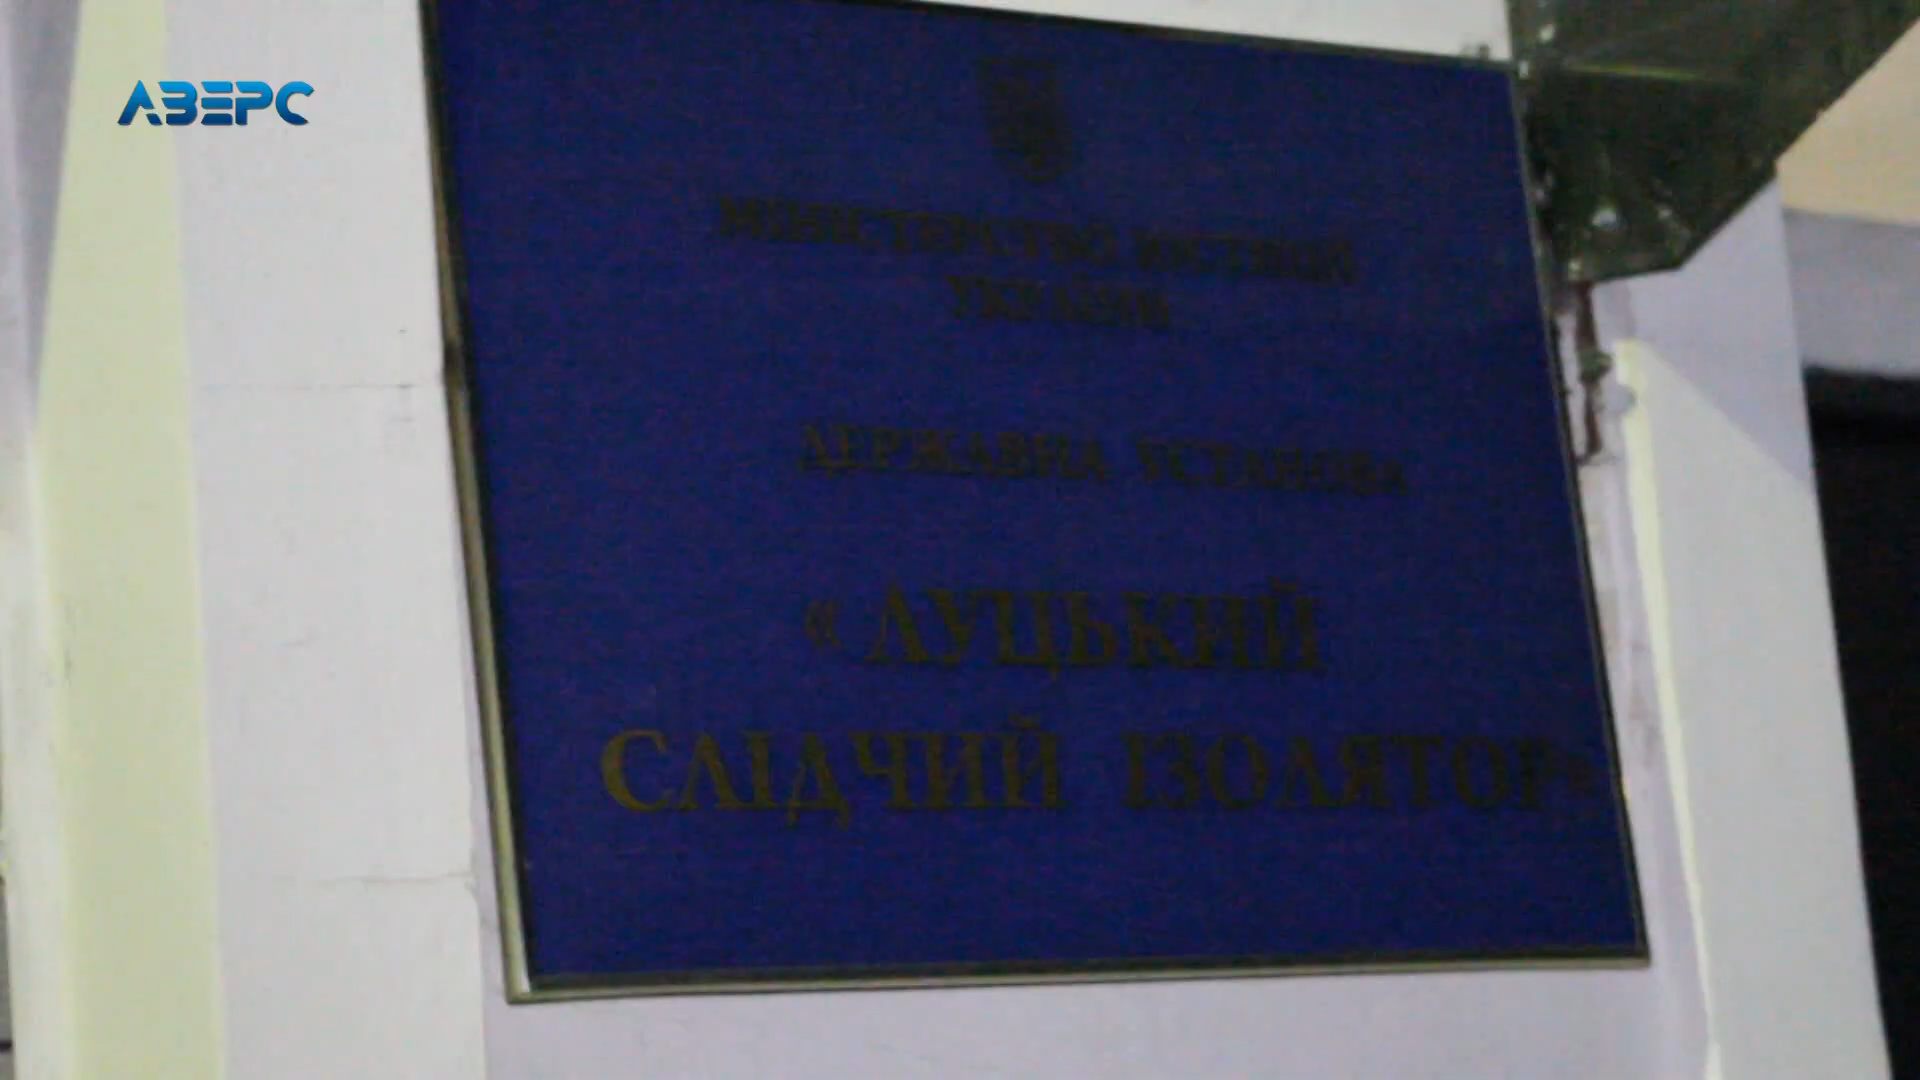 АВЕРС
МІНІСТЕРСТВО ЮСТИЦІЇ
УКРАЇНИ
ДЕРЖАВНА УСТАНОВА
«ЛУЦЬКИЙ
СЛІДЧИЙ ІЗОЛЯТОР»